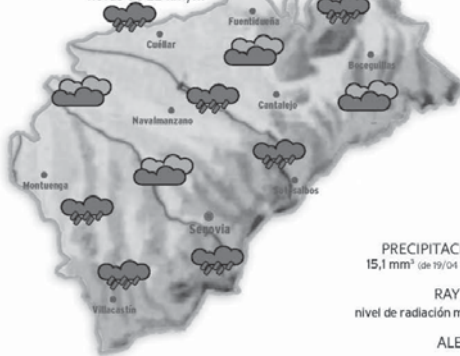 Fuentidueña
Cuéllar
Boceguillas
Cantalejo
Navalmanzano
Sotosalbos
Montuenga
Segovia
PRECIPITAC
15,1 mm³ (de 19/04
Villacastín
RAY
nivel de radiación m
ALE